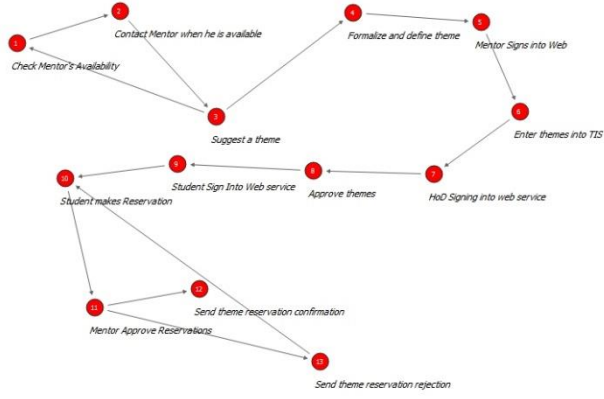 1
Check Mentor's Availability
2
Contact Mentor when he is available
3
Suggest a theme
4
Formalize and define theme
5
Mentor Signs into Web
6
Enter themes into TIS
7
HoD Signing into web service
8
Approve themes
9
Student Sign Into Web service
10
Student makes Reservation
11
Mentor Approve Reservations
12
Send theme reservation confirmation
13
Send theme reservation rejection